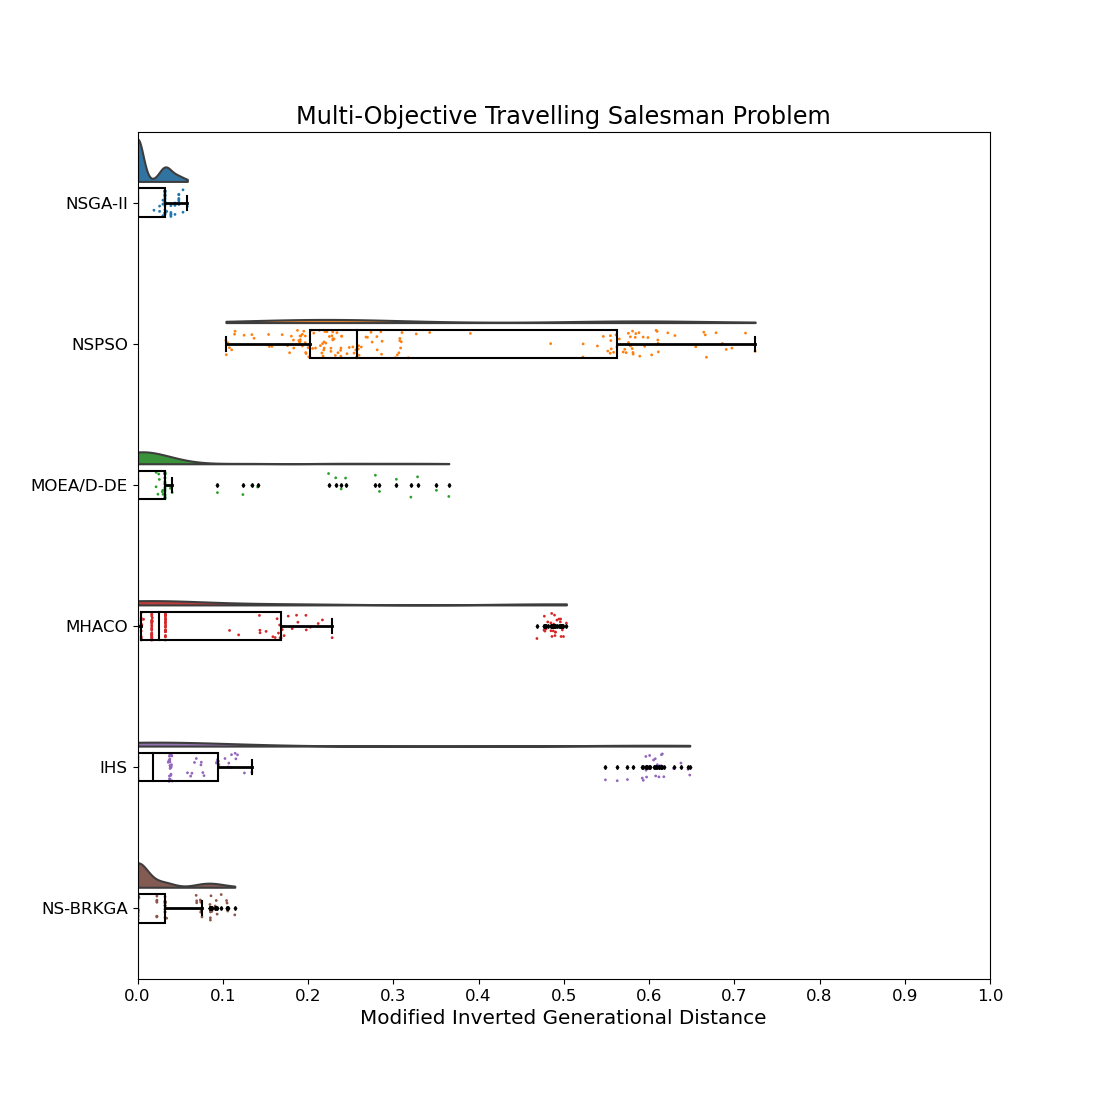 Multi-Objective Travelling Salesman Problem
NSGA-II
NSPSO
MOEA/D-DE
MHACO
IHS
NS-BRKGA
0.0 0.1 0.2 0.3 0.4 0.5 0.6 0.7 0.8 0.9 1.0
Modified Inverted Generational Distance